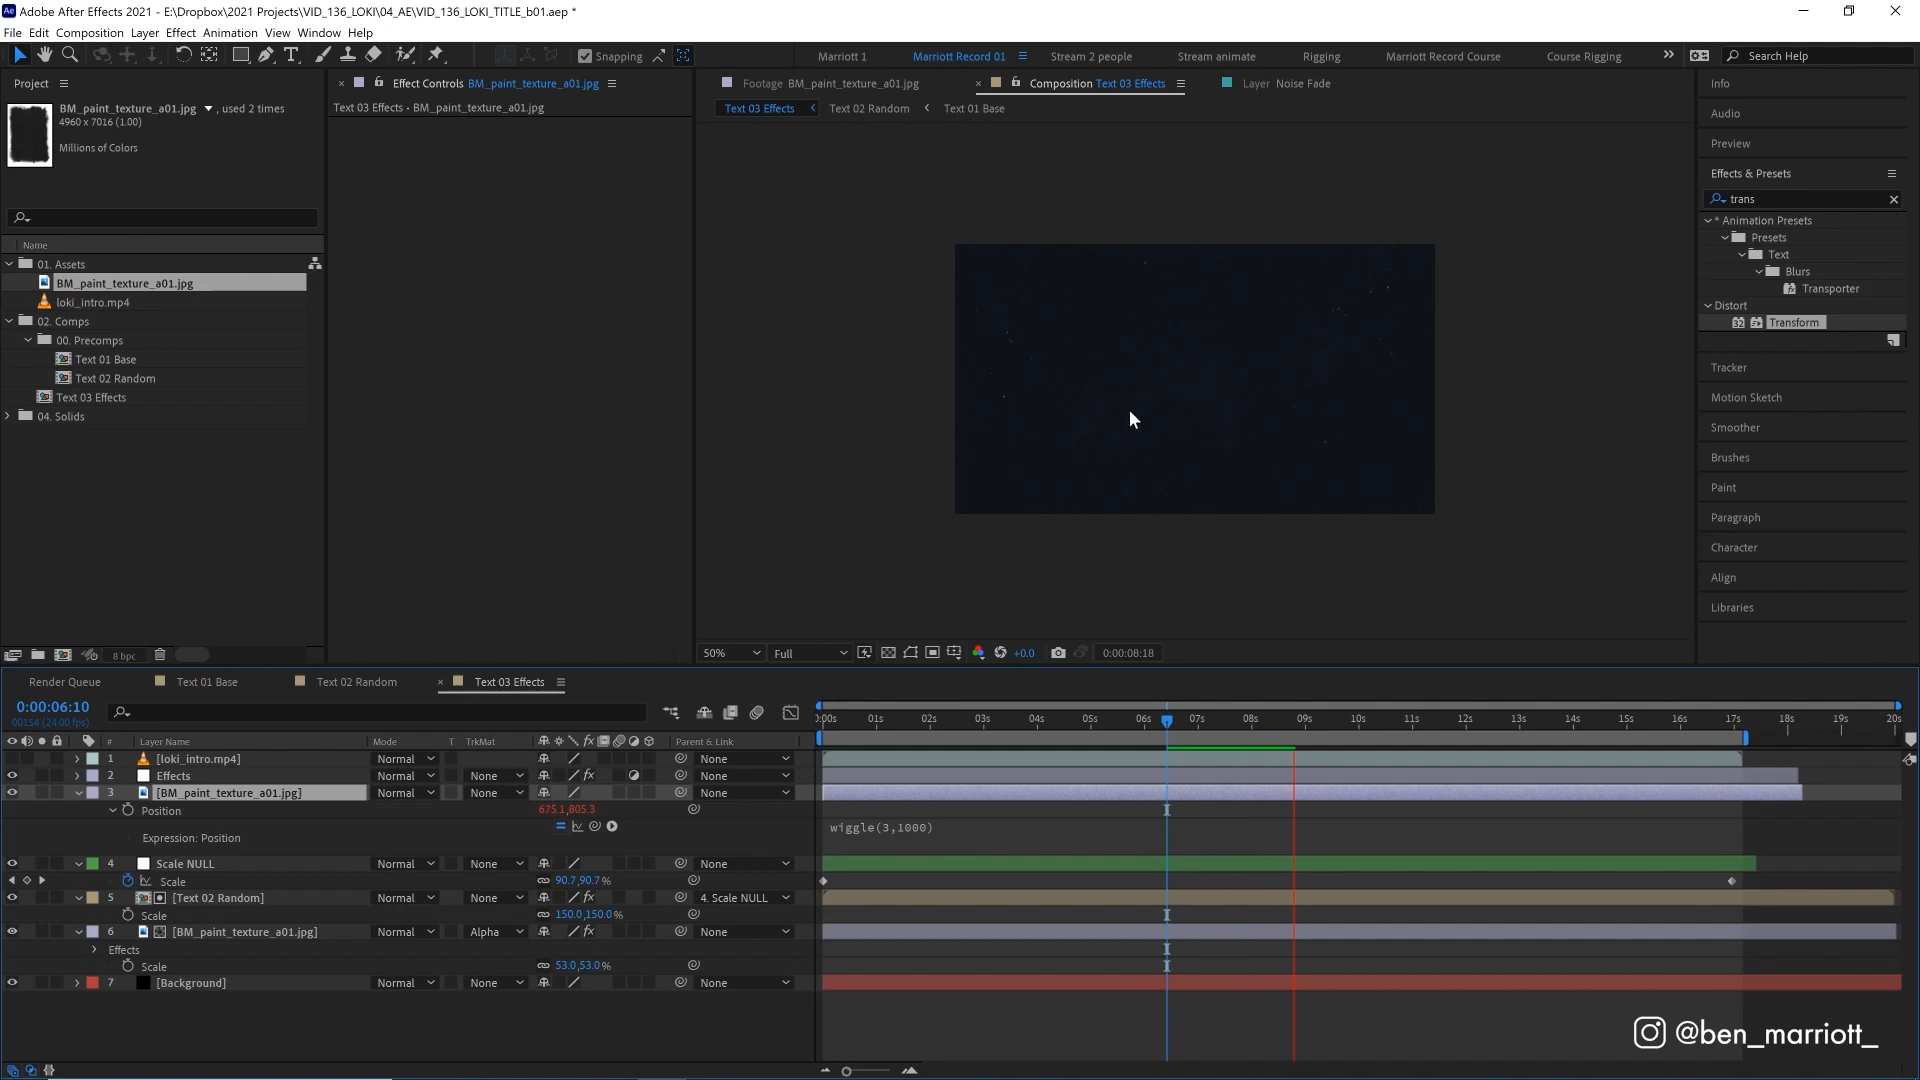 Adobe After Effects 2021 - E:\Dropbox\2021 Projects\VID_136_LOKI\04_AE\VID_136_LOKI_TITLE_b01.aep *
File Edit Composition Layer Effect Animation View Window Help
Snapping
Marriott 1
Marriott Record 01
Stream 2 people
Stream animate
Rigging
Marriott Record Course
Course Rigging
Search Help
Project
BM_paint_texture_a01.jpg , used 2 times
4960 x 7016 (1.00)
Millions of Colors
Name
01. Assets
BM_paint_texture_a01.jpg
loki_intro.mp4
02. Comps
00. Precomps
Text 01 Base
Text 02 Random
Text 03 Effects
04. Solids
8 bpc
Effect Controls BM_paint_texture_a01.jpg
Text 03 Effects • BM_paint_texture_a01.jpg
Footage BM_paint_texture_a01.jpg
Composition Text 03 Effects
Layer Noise Fade
Text 03 Effects
Text 02 Random
Text 01 Base
50%
Full
+0.0
0:00:08:18
Info
Audio
Preview
Effects & Presets
trans
* Animation Presets
Presets
Text
Blurs
Transporter
Distort
32
Transform
Tracker
Motion Sketch
Smoother
Brushes
Paint
Paragraph
Character
Align
Libraries
Render Queue
Text 01 Base
Text 02 Random
Text 03 Effects
0:00:06:10
00154 (24.00 fps)
# Layer Name Mode T TrkMat Parent & Link
:00s 01s 02s 03s 04s 05s 06s 07s 08s 09s 10s 11s 12s 13s 14s 15s 16s 17s 18s 19s 20s
1 [loki_intro.mp4] Normal None
2 Effects Normal None None
3 [BM_paint_texture_a01.jpg] Normal None None
Position 675.1,805.3
Expression: Position
wiggle(3,1000)
4 Scale NULL Normal None None
Scale 90.7,90.7 %
5 [Text 02 Random] Normal None 4. Scale NULL
Scale 150.0,150.0 %
6 [BM_paint_texture_a01.jpg] Normal Alpha None
Effects
Scale 53.0,53.0 %
7 [Background] Normal None None
@ben_marriott_